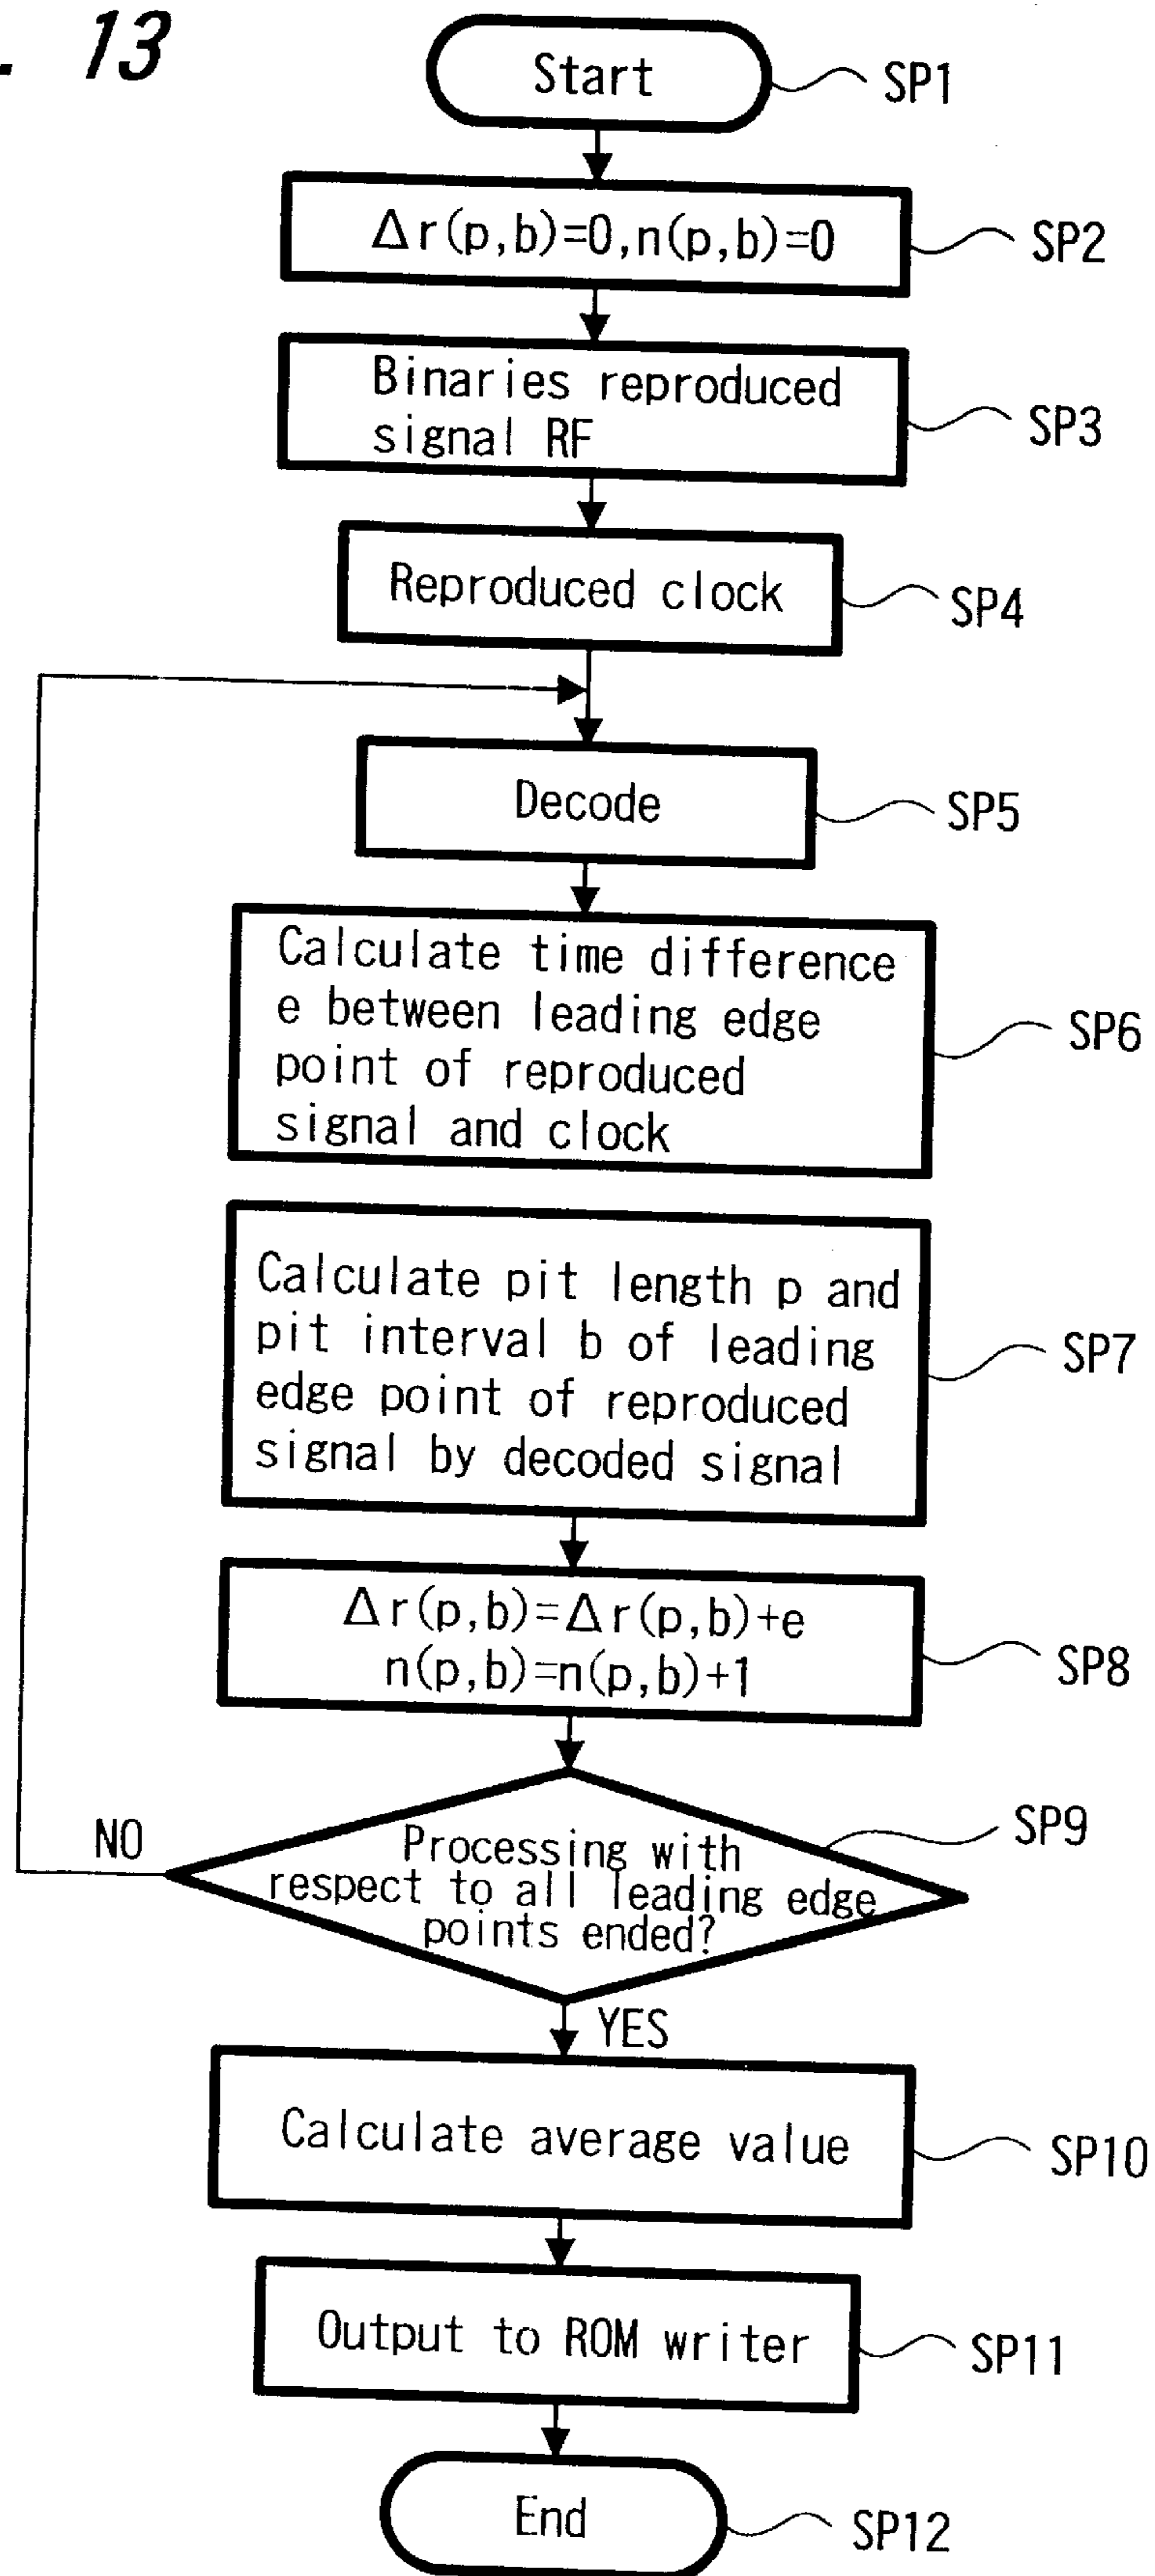 . 13
Start
SP1
Δr(p,b)=0,n(p,b)=0
SP2
Binaries reproduced
signal RF
SP3
Reproduced clock
SP4
Decode
SP5
Calculate time difference
e between leading edge
point of reproduced
signal and clock
SP6
Calculate pit length p and
pit interval b of leading
edge point of reproduced
signal by decoded signal
SP7
Δr(p,b)=Δr(p,b)+e
n(p,b)=n(p,b)+1
SP8
NO
Processing with
respect to all leading edge
points ended?
SP9
YES
Calculate average value
SP10
Output to ROM writer
SP11
End
SP12